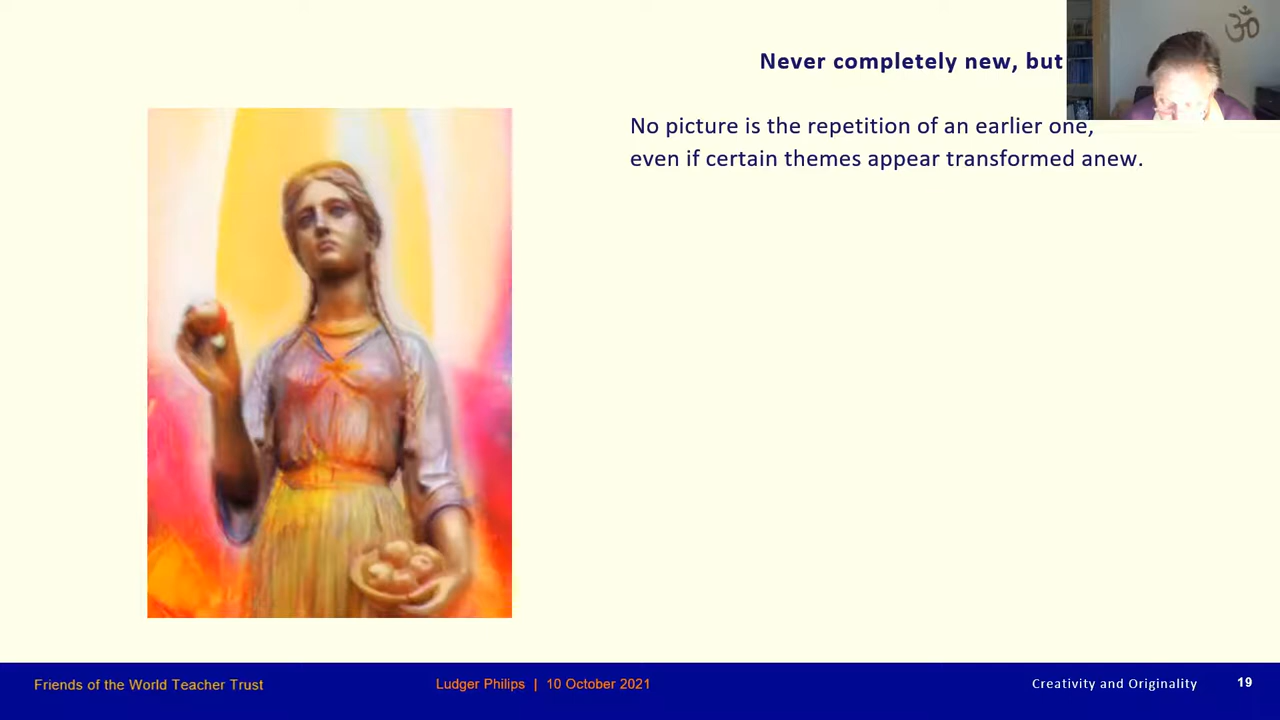 Never completely new, but
No picture is the repetition of an earlier one,
even if certain themes appear transformed anew.
ॐ
Friends of the World Teacher Trust
Ludger Philips | 10 October 2021
Creativity and Originality
19